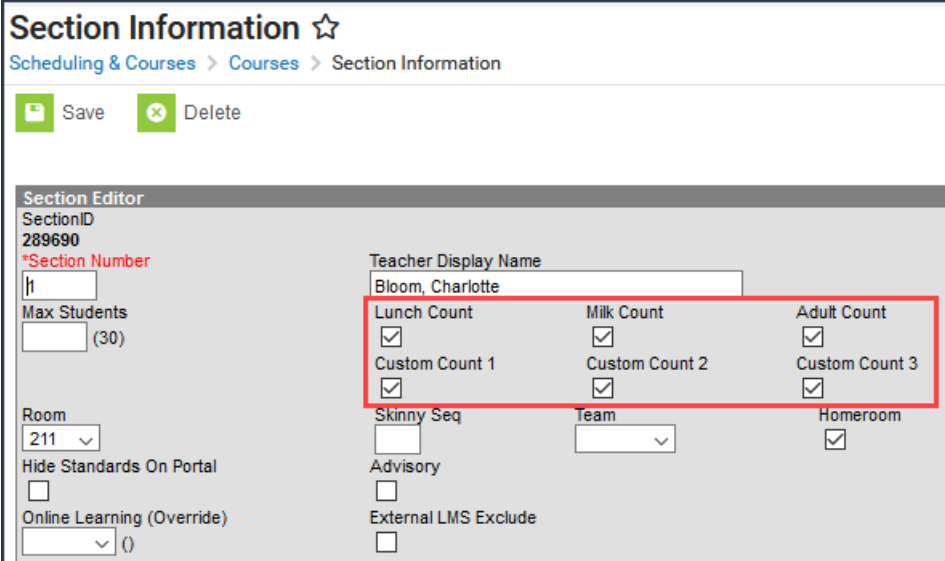 Section Information
Scheduling & Courses > Courses > Section Information
Save Delete
Section Editor
SectionID
289690
*Section Number Teacher Display Name
1 Bloom, Charlotte
Max Students Lunch Count Milk Count Adult Count
(30)
Custom Count 1 Custom Count 2 Custom Count 3
Room Skinny Seq Team Homeroom
211
Hide Standards On Portal Advisory
Online Learning (Override) External LMS Exclude
()